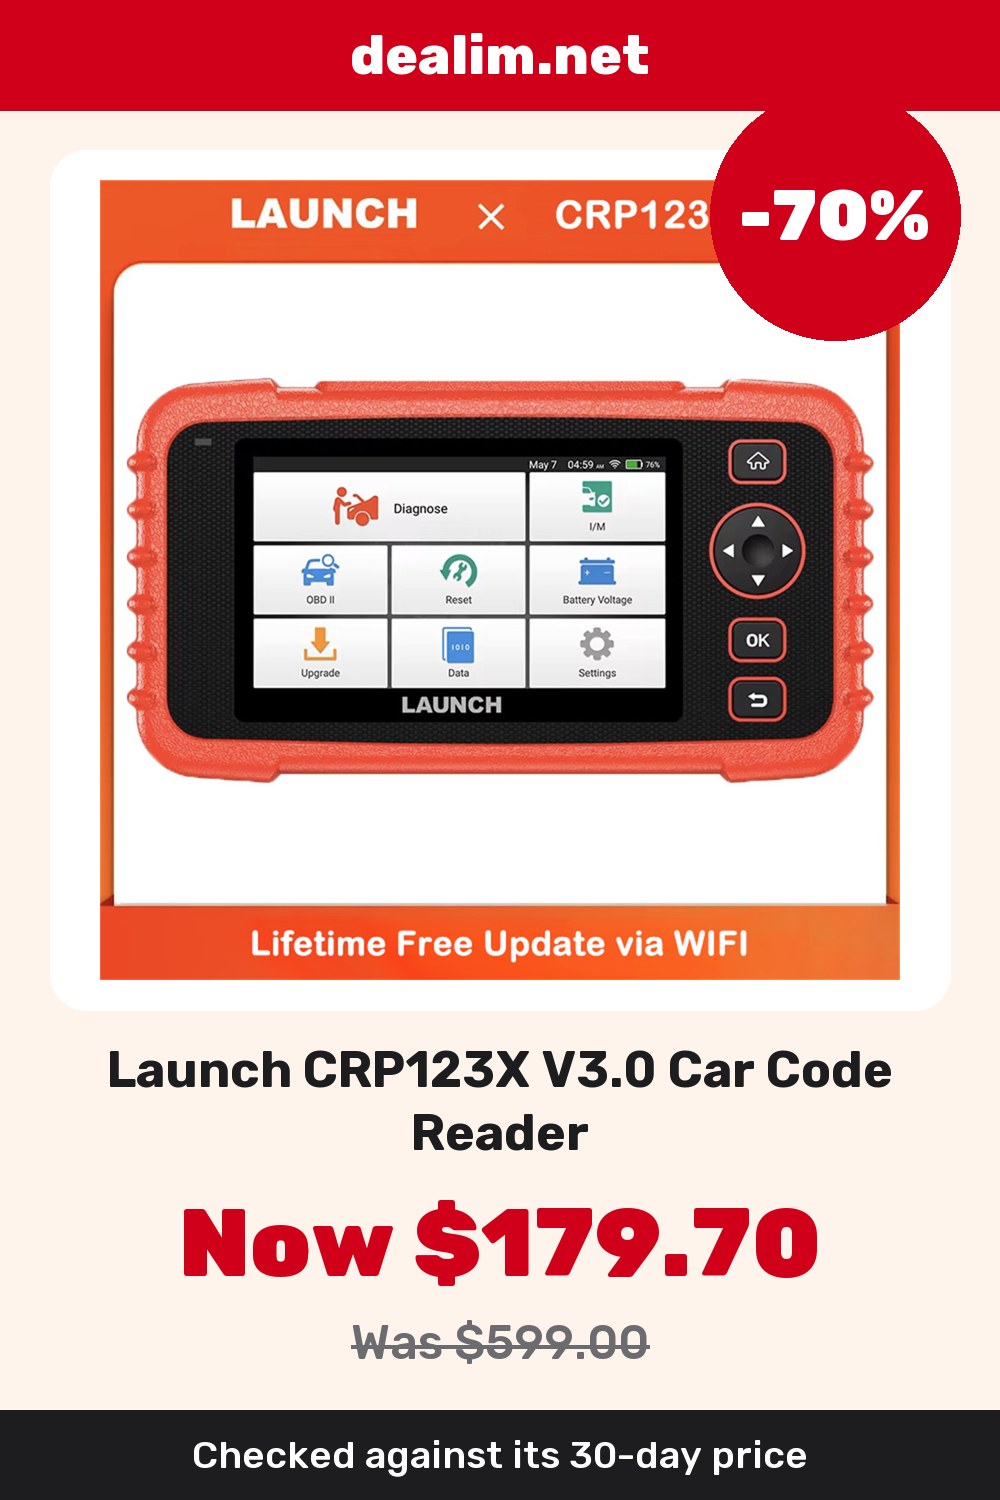 dealim.net
-70%
LAUNCH × CRP123
May 7 04:59 AM 76%
Diagnose
I/M
OBD II
Reset
Battery Voltage
1010
Upgrade
Data
Settings
LAUNCH
OK
Lifetime Free Update via WIFI
Launch CRP123X V3.0 Car Code
Reader
Now $179.70
Was $599.00
Checked against its 30-day price